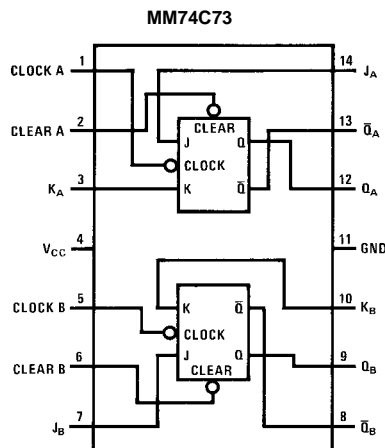 MM74C73
CLOCK A 1
14 J_A
CLEAR A 2
CLEAR
13 Q̅_A
J Q
CLOCK
K_A 3
K Q̅
12 Q_A
V_CC 4
11 GND
CLOCK B 5
K Q̅
10 K_B
CLOCK
J Q
CLEAR B 6
CLEAR
9 Q_B
J_B 7
8 Q̅_B